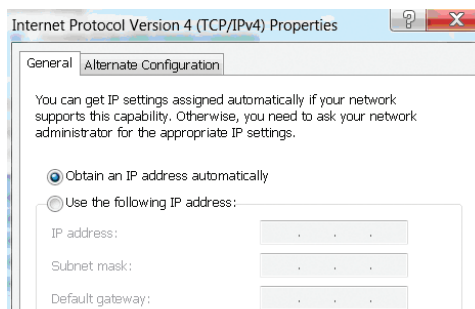 Internet Protocol Version 4 (TCP/IPv4) Properties
? X
General Alternate Configuration
You can get IP settings assigned automatically if your network
supports this capability. Otherwise, you need to ask your network
administrator for the appropriate IP settings.
Obtain an IP address automatically
Use the following IP address:
IP address: . . .
Subnet mask: . . .
Default gateway: . . .